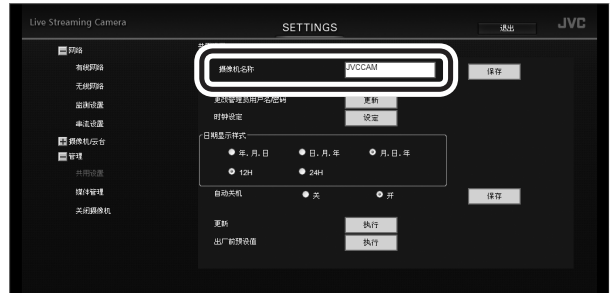 Live Streaming Camera
SETTINGS
退出
JVC
网络
有线网络
无线网络
监测设置
串流设置
摄像机/云台
管理
共用设置
媒体管理
关闭摄像机
摄像机名称 JVCCAM 保存
更改管理员用户名/密码 更新
时钟设定 设定
日期显示样式
年. 月. 日 日. 月. 年 月. 日. 年
12H 24H
自动关机 关 开 保存
更新 执行
出厂前预设值 执行